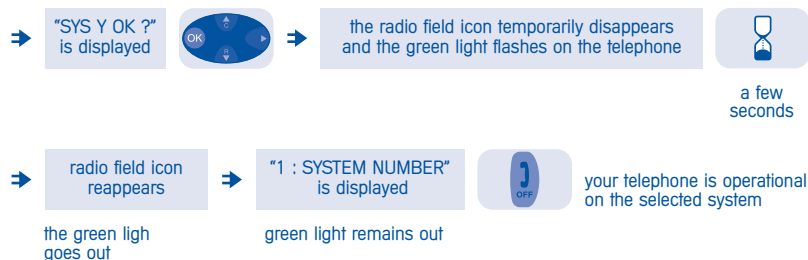 "SYS Y OK ?"
is displayed
OK
C
R
the radio field icon temporarily disappears
and the green light flashes on the telephone
a few
seconds
radio field icon
reappears
the green ligh
goes out
"1 : SYSTEM NUMBER"
is displayed
green light remains out
OFF
your telephone is operational
on the selected system